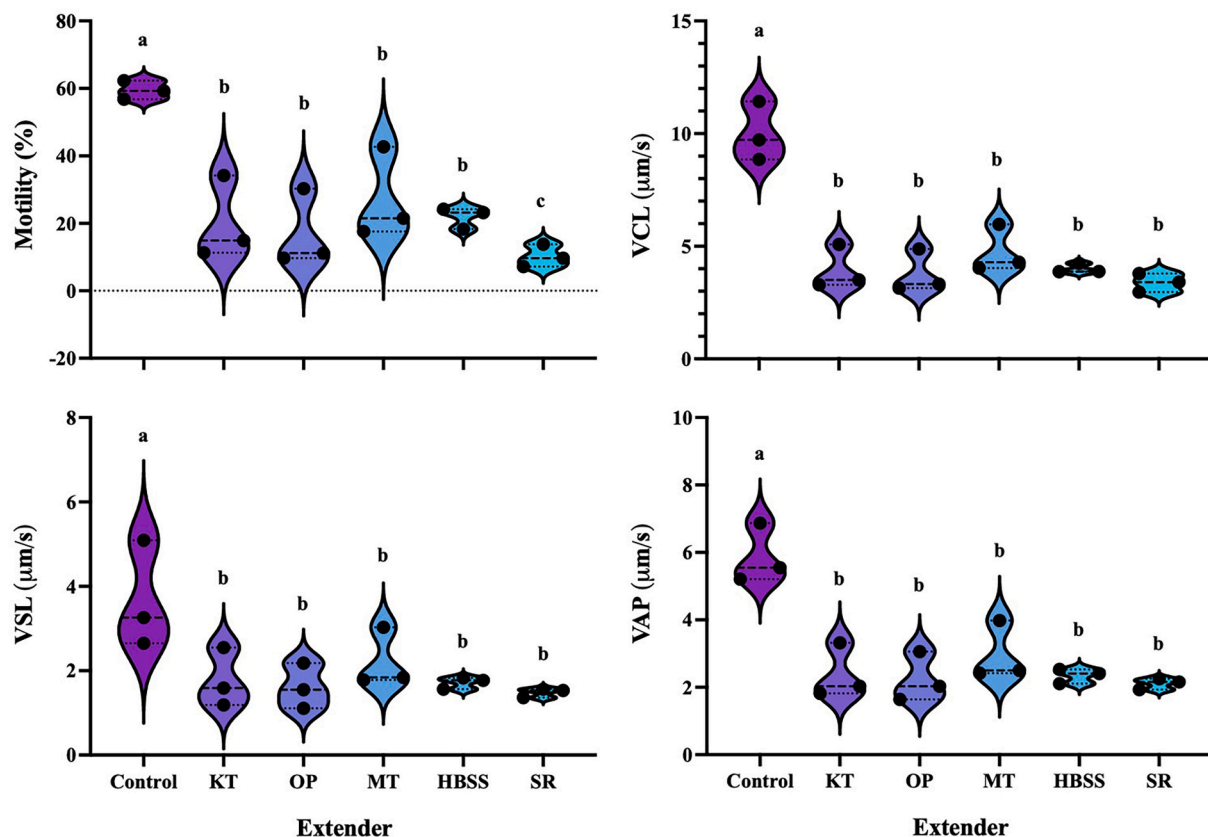 Motility (%)
80
60
40
20
0
-20
a
b
b
b
b
c
VCL (μm/s)
15
10
5
0
a
b
b
b
b
b
VSL (μm/s)
8
6
4
2
0
a
b
b
b
b
b
Control KT OP MT HBSS SR
Extender
VAP (μm/s)
10
8
6
4
2
0
a
b
b
b
b
b
Control KT OP MT HBSS SR
Extender